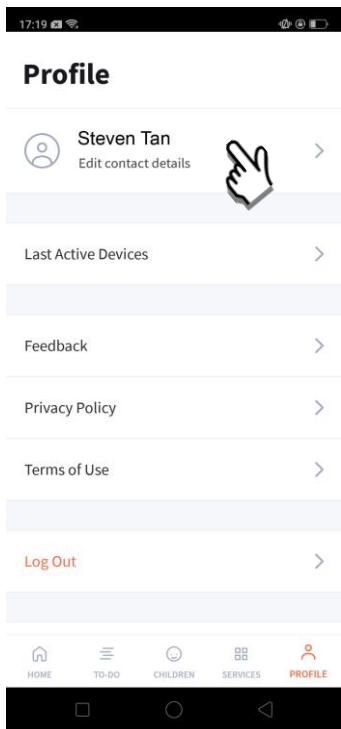 17:19
Profile
Steven Tan
Edit contact details
Last Active Devices
Feedback
Privacy Policy
Terms of Use
Log Out
HOME TO-DO CHILDREN SERVICES PROFILE